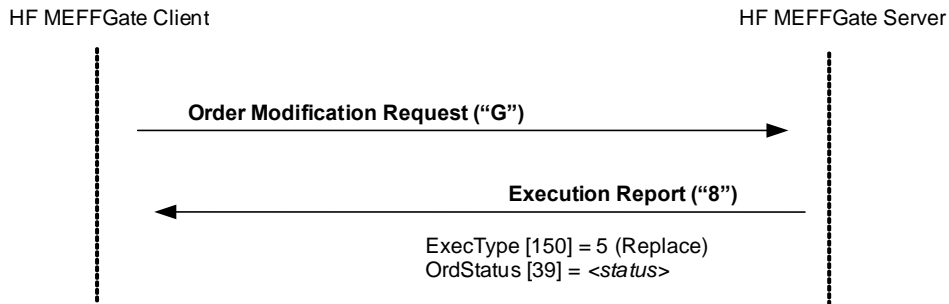 HF MEFFGate Client
HF MEFFGate Server
Order Modification Request (“G”)
Execution Report (“8”)
ExecType [150] = 5 (Replace)
OrdStatus [39] = <status>